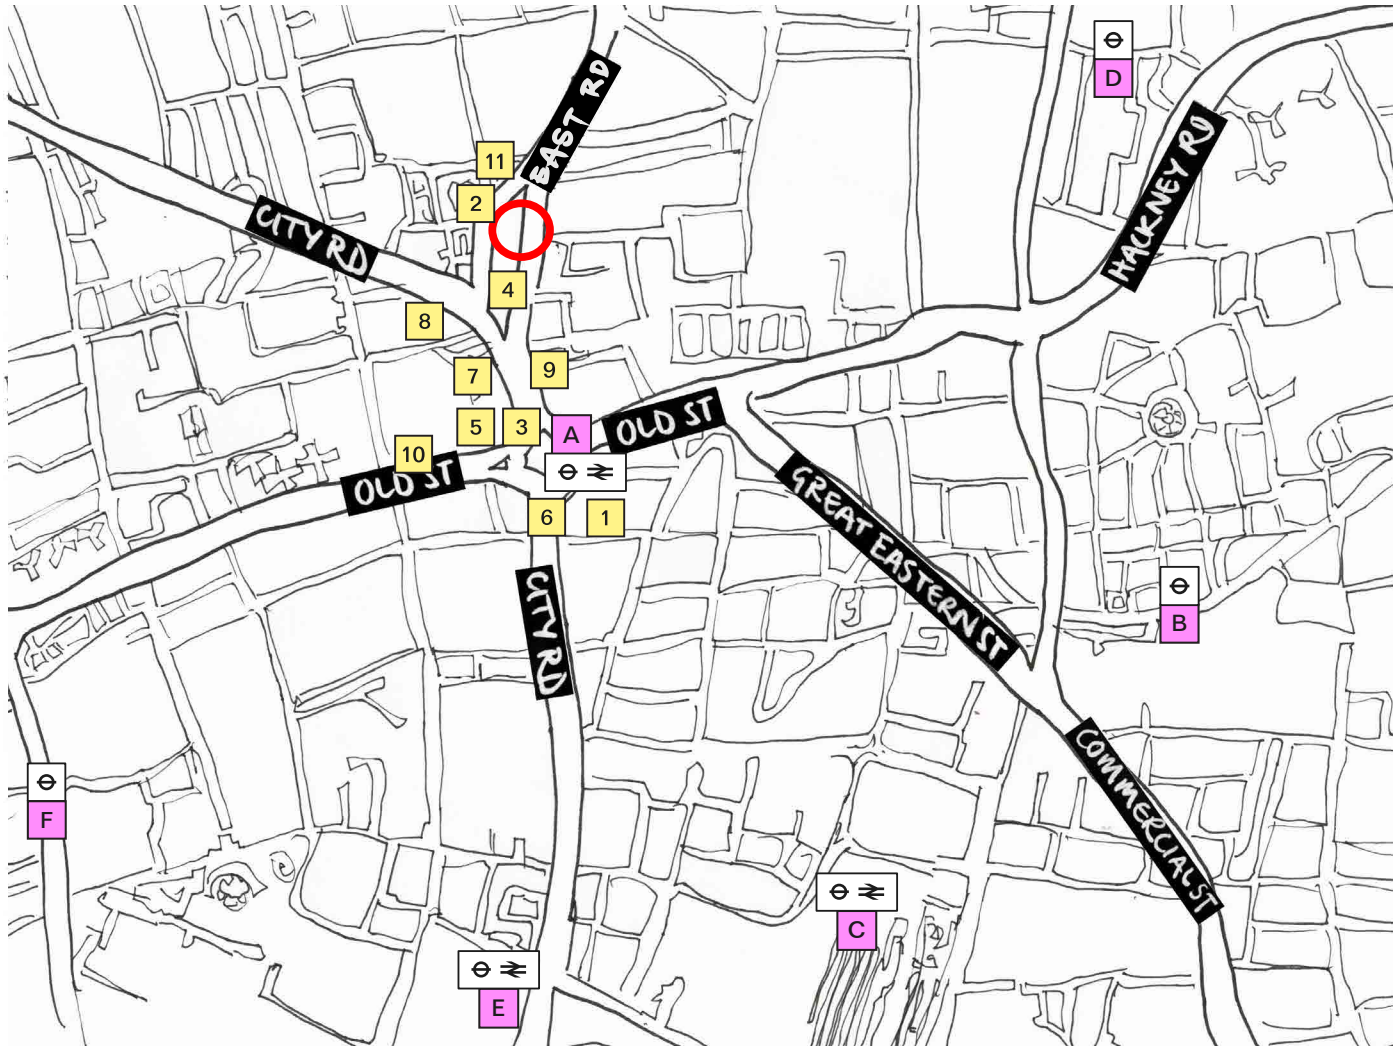 D
EAST RD
HACKNEY RD
11
2
CITY RD
4
8
9
7
5
3
A
OLD ST
10
OLD ST
GREAT EASTERN ST
6
1
CITY RD
B
COMMERCIAL ST
F
C
E